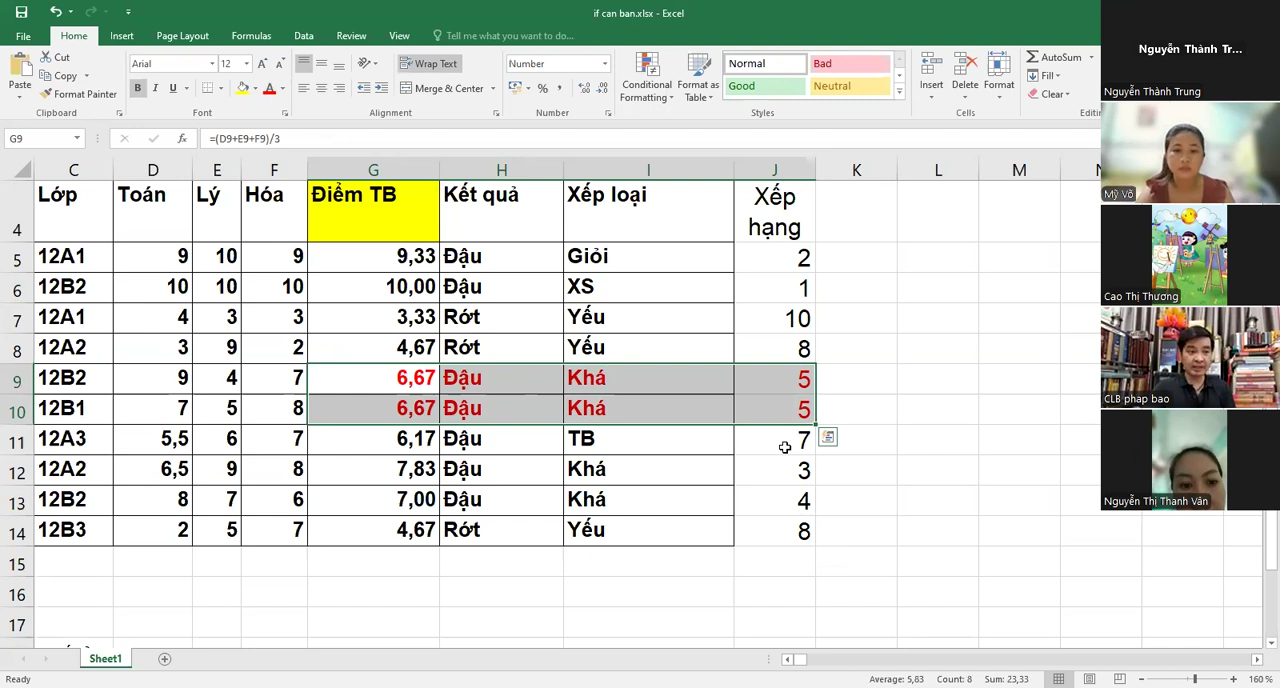 if can ban.xlsx - Excel
File Home Insert Page Layout Formulas Data Review View Tell me what you want to do...
Paste
Cut
Copy
Format Painter
Clipboard
Arial 12
B I U
Font
Wrap Text
Merge & Center
Alignment
Number
%
Number
Conditional Formatting
Format as Table
Normal Bad
Good Neutral
Styles
Insert Delete Format
Cells
AutoSum
Fill
Clear
G9 fx =(D9+E9+F9)/3
C D E F G H I J K L M
4 Lớp Toán Lý Hóa Điểm TB Kết quả Xếp loại Xếp hạng
5 12A1 9 10 9 9,33 Đậu Giỏi 2
6 12B2 10 10 10 10,00 Đậu XS 1
7 12A1 4 3 3 3,33 Rớt Yếu 10
8 12A2 3 9 2 4,67 Rớt Yếu 8
9 12B2 9 4 7 6,67 Đậu Khá 5
10 12B1 7 5 8 6,67 Đậu Khá 5
11 12A3 5,5 6 7 6,17 Đậu TB 7
12 12A2 6,5 9 8 7,83 Đậu Khá 3
13 12B2 8 7 6 7,00 Đậu Khá 4
14 12B3 2 5 7 4,67 Rớt Yếu 8
15
16
17
Sheet1
Ready Average: 5,83 Count: 8 Sum: 23,33 160 %
Nguyễn Thành Tr...
Nguyễn Thành Trung
Mỹ Võ
Cao Thị Thương
CLB phap bao
Nguyễn Thị Thanh Vân